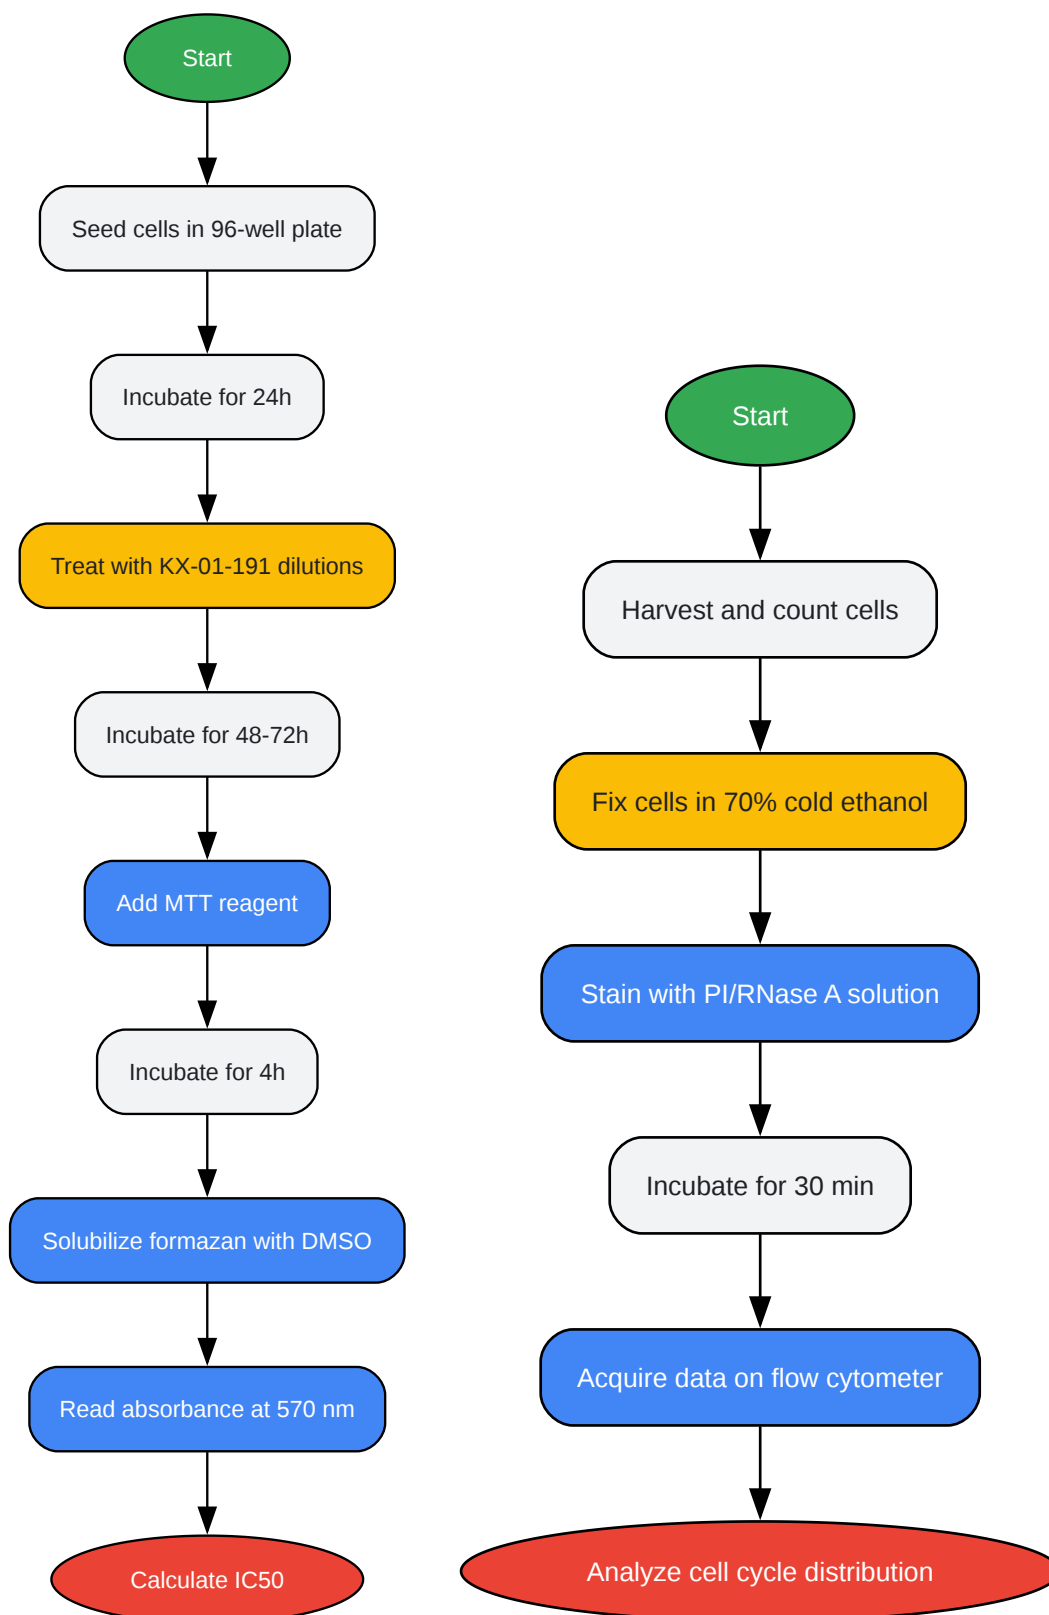 Start
Seed cells in 96-well plate
Incubate for 24h
Treat with KX-01-191 dilutions
Incubate for 48-72h
Add MTT reagent
Incubate for 4h
Solubilize formazan with DMSO
Read absorbance at 570 nm
Calculate IC50
Start
Harvest and count cells
Fix cells in 70% cold ethanol
Stain with PI/RNase A solution
Incubate for 30 min
Acquire data on flow cytometer
Analyze cell cycle distribution